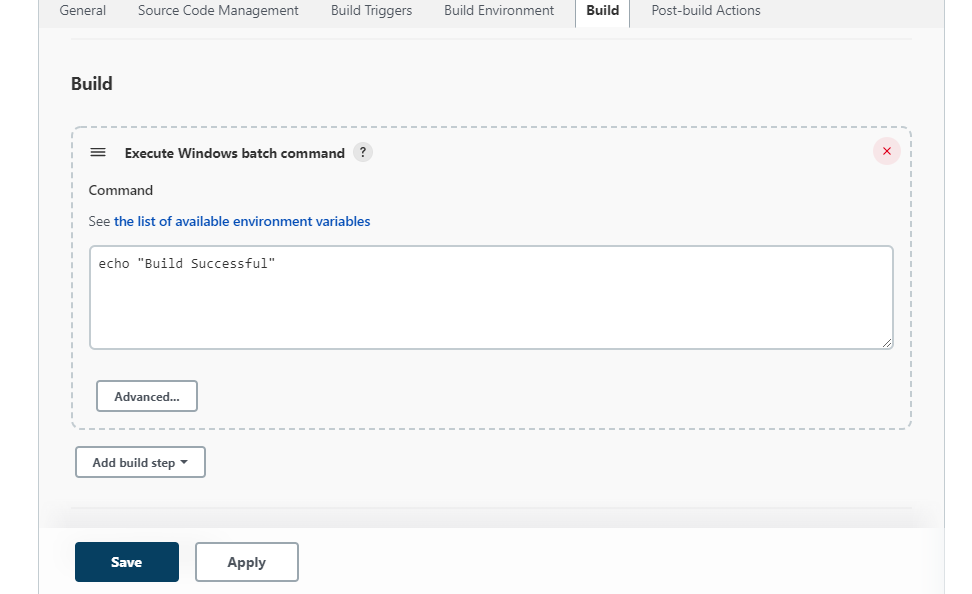 General Source Code Management Build Triggers Build Environment Build Post-build Actions
Build
Execute Windows batch command ?
Command
See the list of available environment variables
echo "Build Successful"
Advanced...
Add build step
Save Apply